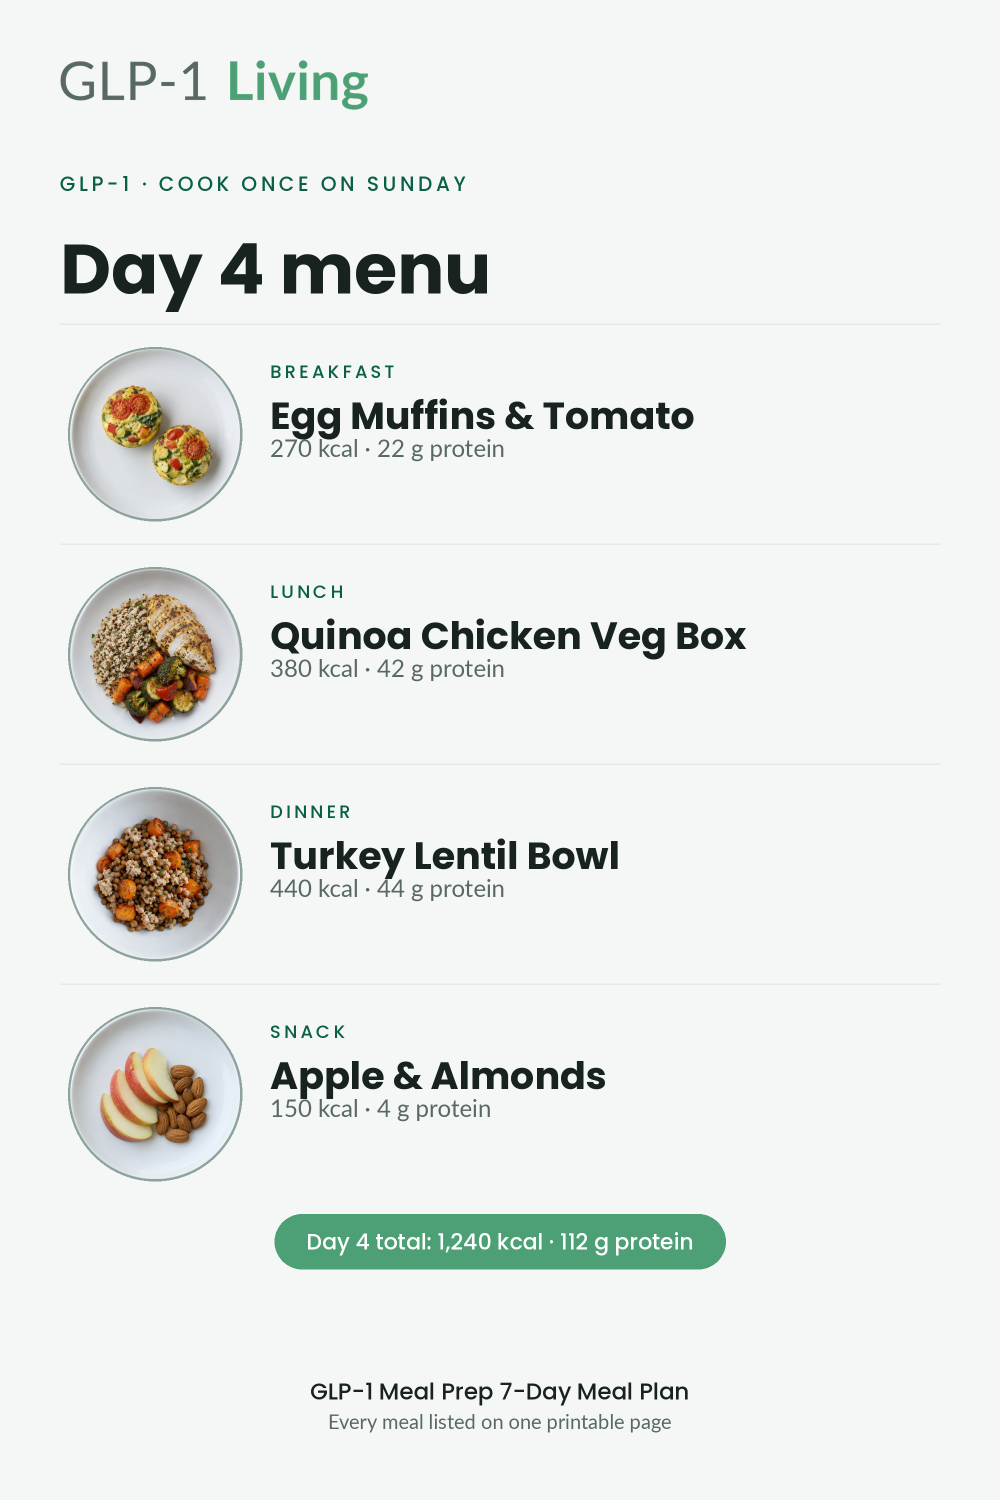 GLP-1 Living
GLP-1 · COOK ONCE ON SUNDAY
Day 4 menu
BREAKFAST
Egg Muffins & Tomato
270 kcal · 22 g protein
LUNCH
Quinoa Chicken Veg Box
380 kcal · 42 g protein
DINNER
Turkey Lentil Bowl
440 kcal · 44 g protein
SNACK
Apple & Almonds
150 kcal · 4 g protein
Day 4 total: 1,240 kcal · 112 g protein
GLP-1 Meal Prep 7-Day Meal Plan
Every meal listed on one printable page